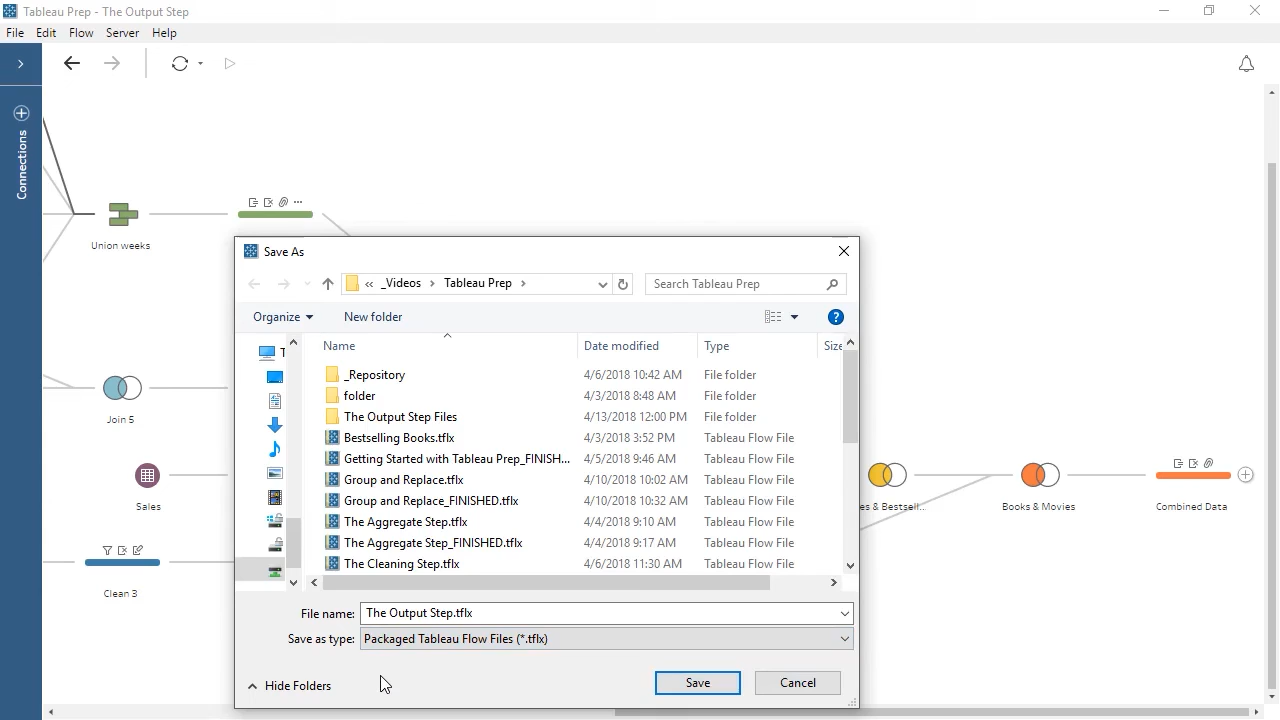 Tableau Prep - The Output Step
File Edit Flow Server Help
Connections
Union weeks
Join 5
Sales
Clean 3
es & Bestsell...
Books & Movies
Combined Data
Save As
« _Videos > Tableau Prep >
Search Tableau Prep
Organize
New folder
Name Date modified Type Size
_Repository 4/6/2018 10:42 AM File folder
folder 4/3/2018 8:48 AM File folder
The Output Step Files 4/13/2018 12:00 PM File folder
Bestselling Books.tflx 4/3/2018 3:52 PM Tableau Flow File
Getting Started with Tableau Prep_FINISH... 4/5/2018 9:46 AM Tableau Flow File
Group and Replace.tflx 4/10/2018 10:02 AM Tableau Flow File
Group and Replace_FINISHED.tflx 4/10/2018 10:32 AM Tableau Flow File
The Aggregate Step.tflx 4/4/2018 9:10 AM Tableau Flow File
The Aggregate Step_FINISHED.tflx 4/4/2018 9:17 AM Tableau Flow File
The Cleaning Step.tflx 4/6/2018 11:30 AM Tableau Flow File
File name: The Output Step.tflx
Save as type: Packaged Tableau Flow Files (*.tflx)
Hide Folders
Save
Cancel